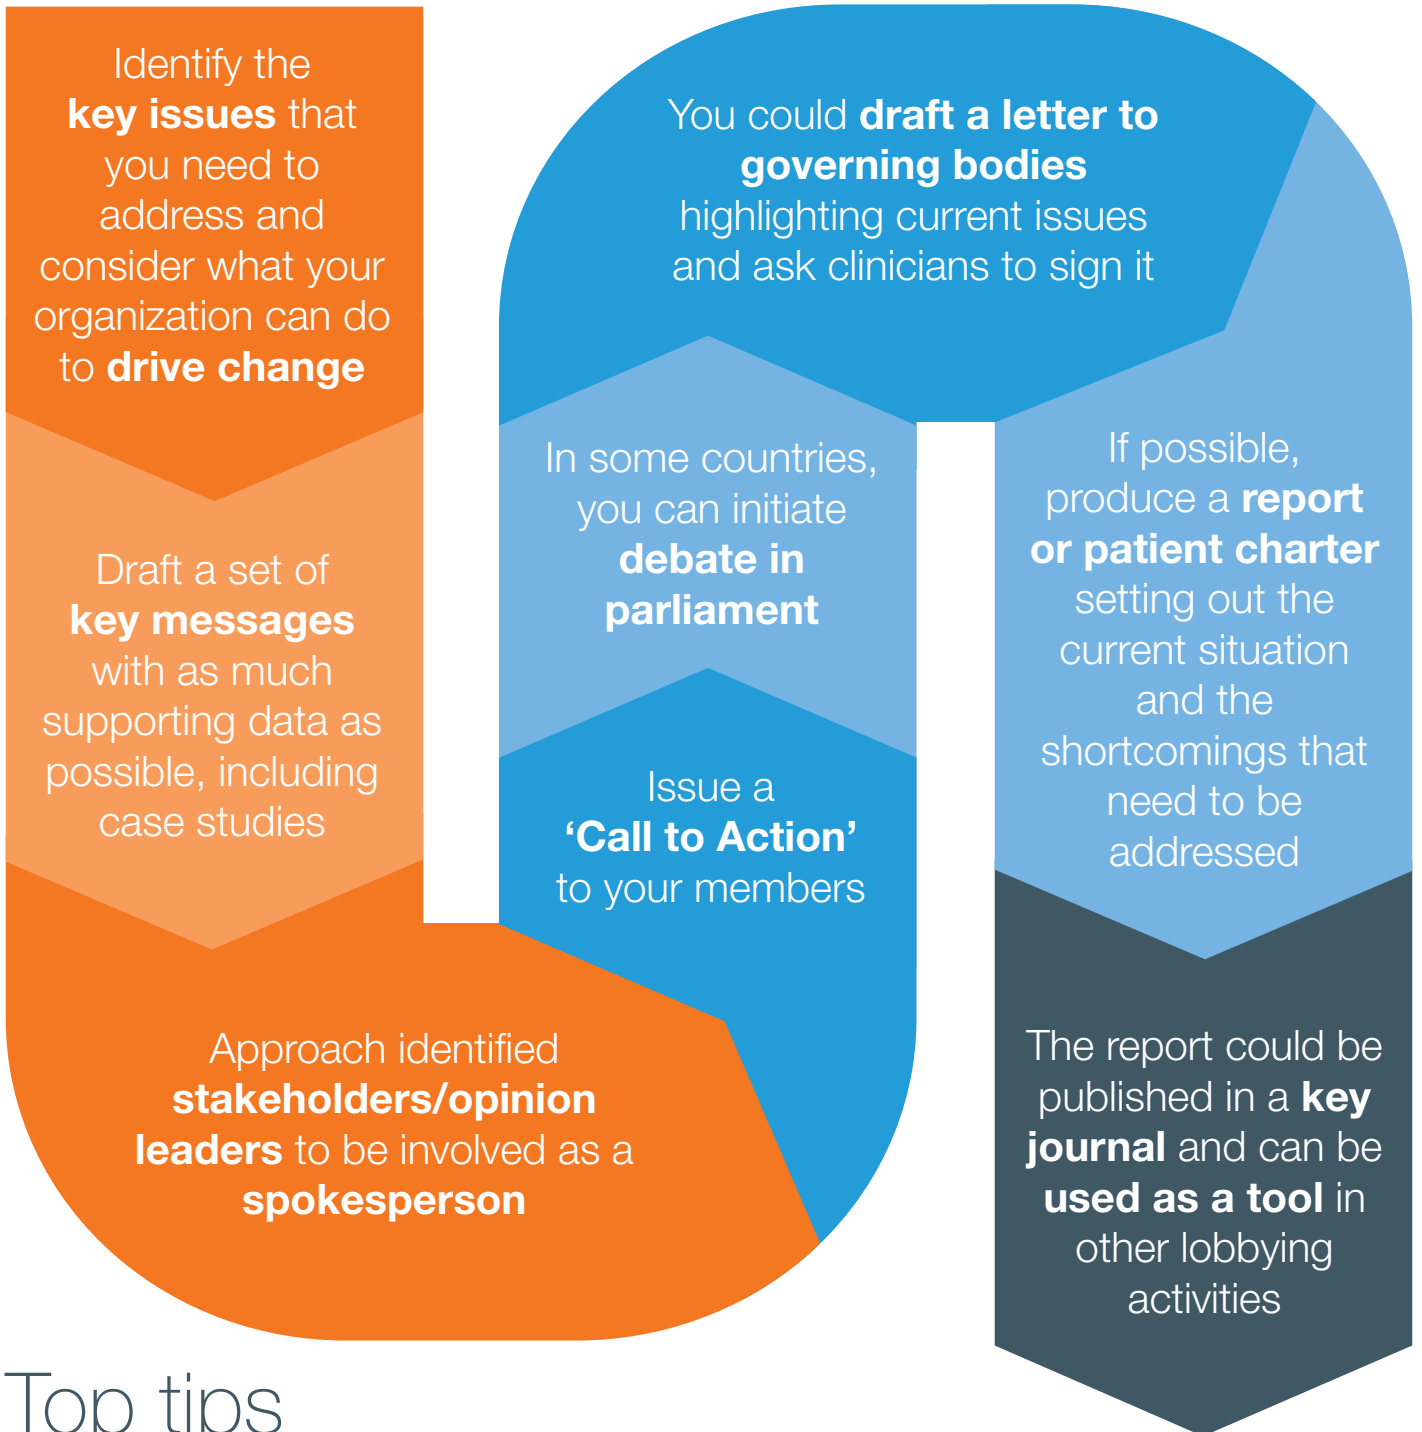 Identify the
key issues that
you need to
address and
consider what your
organization can do
to drive change
Draft a set of
key messages
with as much
supporting data as
possible, including
case studies
Approach identified
stakeholders/opinion
leaders to be involved as a
spokesperson
Issue a
‘Call to Action’
to your members
In some countries,
you can initiate
debate in
parliament
You could draft a letter to
governing bodies
highlighting current issues
and ask clinicians to sign it
If possible,
produce a report
or patient charter
setting out the
current situation
and the
shortcomings that
need to be
addressed
The report could be
published in a key
journal and can be
used as a tool in
other lobbying
activities
Top tips